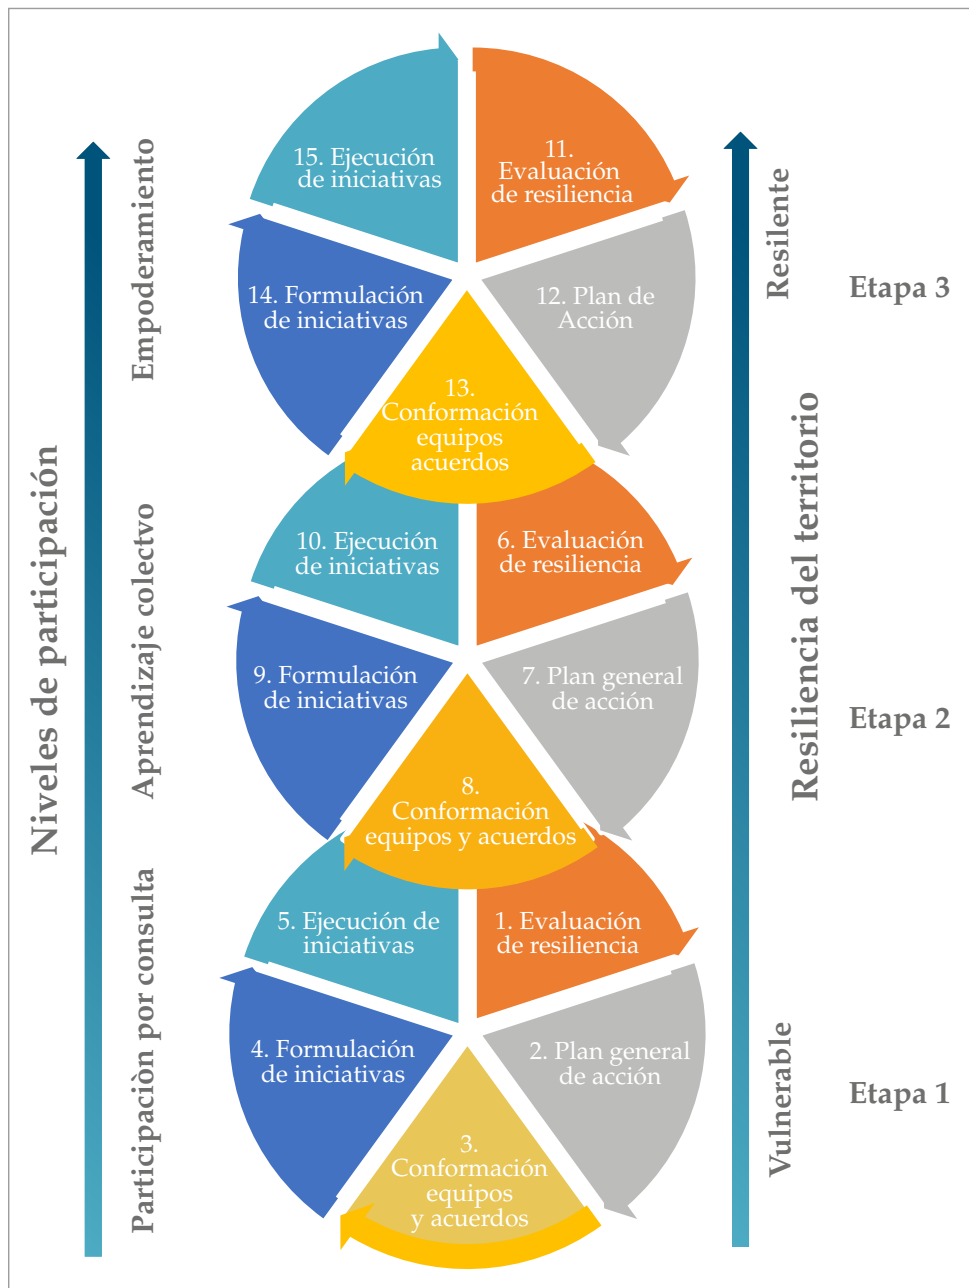 Niveles de participación
Empoderamiento
Aprendizaje colectvo
Participaciòn por consulta
15. Ejecución
de iniciativas
11.
Evaluación
de resiliencia
14. Formulación
de iniciativas
12. Plan de
Acción
13.
Conformación
equipos
acuerdos
10. Ejecución
de iniciativas
6. Evaluación
de resiliencia
9. Formulación
de iniciativas
7. Plan general
de acción
8.
Conformación
equipos y acuerdos
5. Ejecución de
iniciativas
1. Evaluación
de resiliencia
4. Formulación
de iniciativas
2. Plan general
de acción
3.
Conformación
equipos
y acuerdos
Resilente
Vulnerable
Resiliencia del territorio
Etapa 3
Etapa 2
Etapa 1